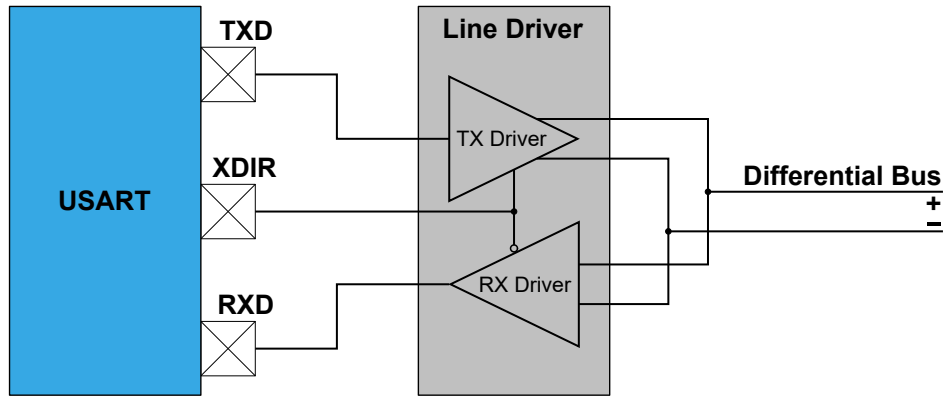 TXD
Line Driver
TX Driver
XDIR
USART
Differential Bus
+
−
RX Driver
RXD